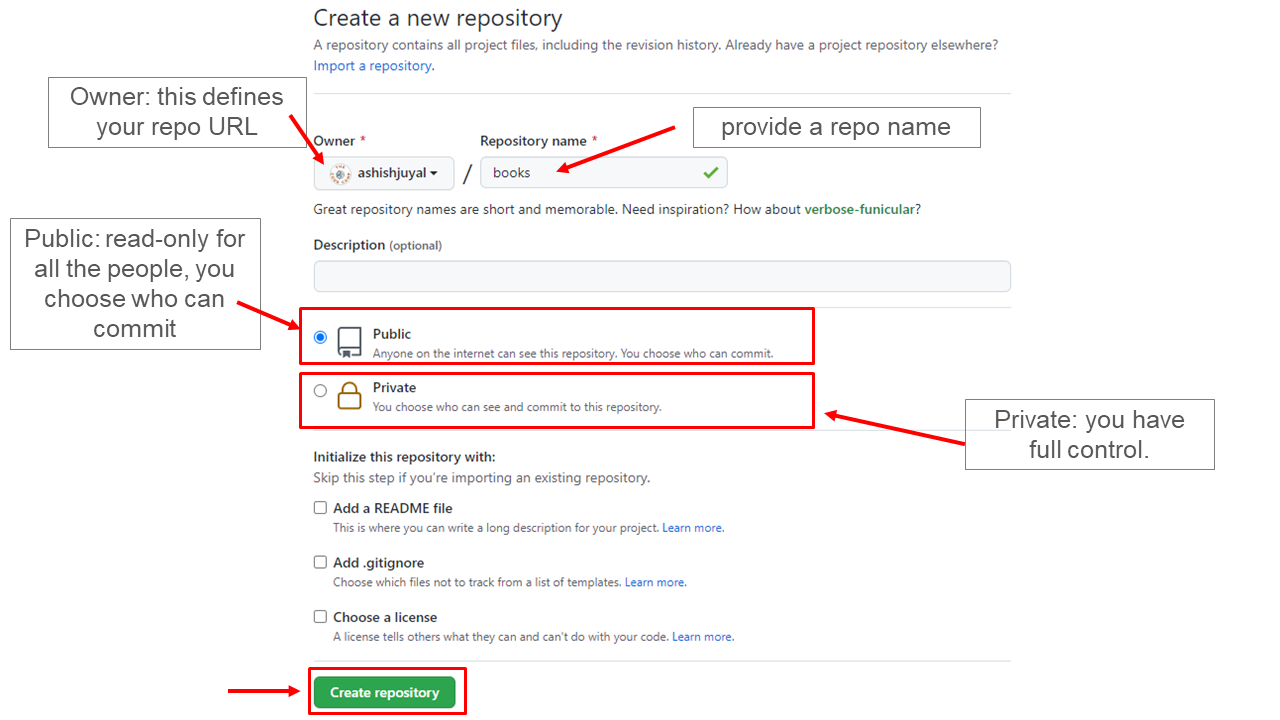 Create a new repository
A repository contains all project files, including the revision history. Already have a project repository elsewhere?
Import a repository.
Owner: this defines
your repo URL
provide a repo name
Owner *
Repository name *
ashishjuyal
/
books
Great repository names are short and memorable. Need inspiration? How about verbose-funicular?
Public: read-only for
all the people, you
choose who can
commit
Description (optional)
Public
Anyone on the internet can see this repository. You choose who can commit.
Private
You choose who can see and commit to this repository.
Private: you have
full control.
Initialize this repository with:
Skip this step if you're importing an existing repository.
Add a README file
This is where you can write a long description for your project. Learn more.
Add .gitignore
Choose which files not to track from a list of templates. Learn more.
Choose a license
A license tells others what they can and can't do with your code. Learn more.
Create repository